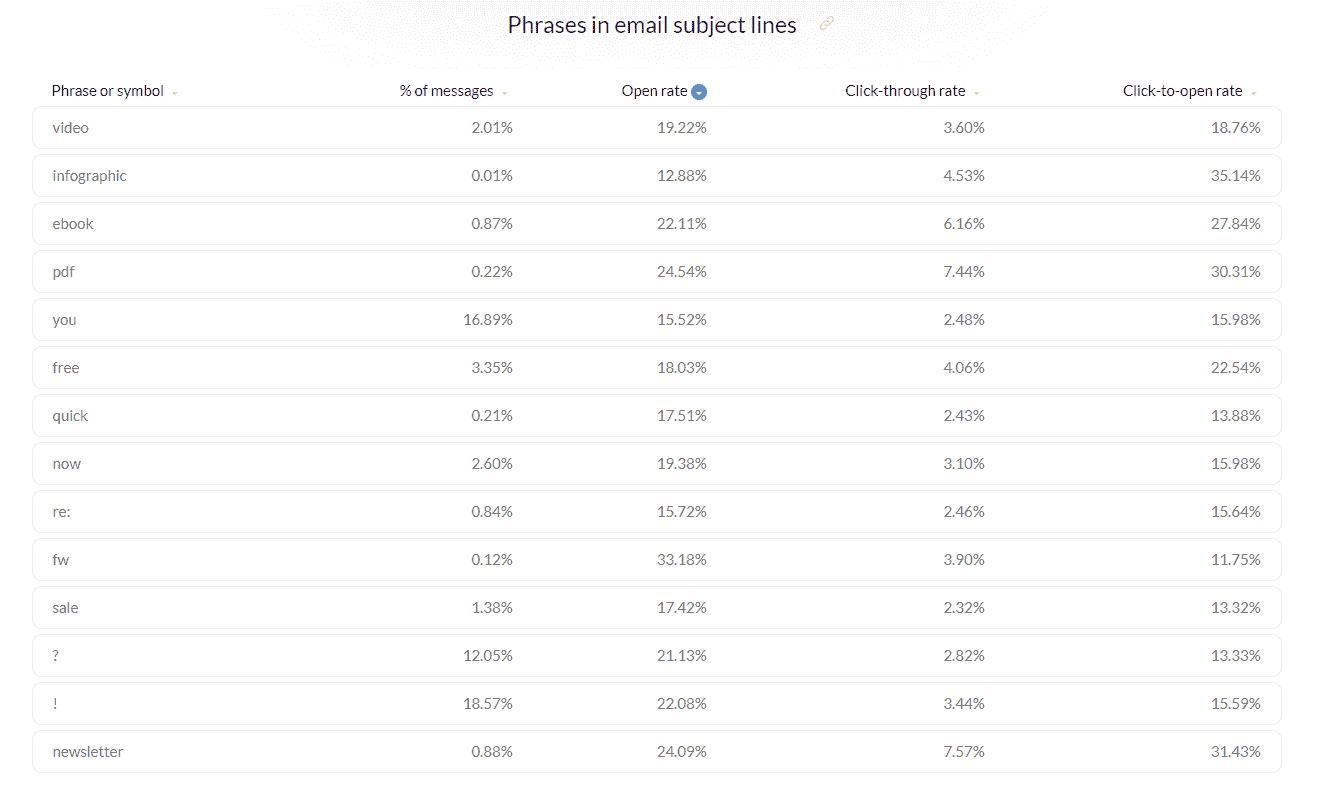 Phrases in email subject lines
Phrase or symbol % of messages Open rate Click-through rate Click-to-open rate
video 2.01% 19.22% 3.60% 18.76%
infographic 0.01% 12.88% 4.53% 35.14%
ebook 0.87% 22.11% 6.16% 27.84%
pdf 0.22% 24.54% 7.44% 30.31%
you 16.89% 15.52% 2.48% 15.98%
free 3.35% 18.03% 4.06% 22.54%
quick 0.21% 17.51% 2.43% 13.88%
now 2.60% 19.38% 3.10% 15.98%
re: 0.84% 15.72% 2.46% 15.64%
fw 0.12% 33.18% 3.90% 11.75%
sale 1.38% 17.42% 2.32% 13.32%
? 12.05% 21.13% 2.82% 13.33%
! 18.57% 22.08% 3.44% 15.59%
newsletter 0.88% 24.09% 7.57% 31.43%